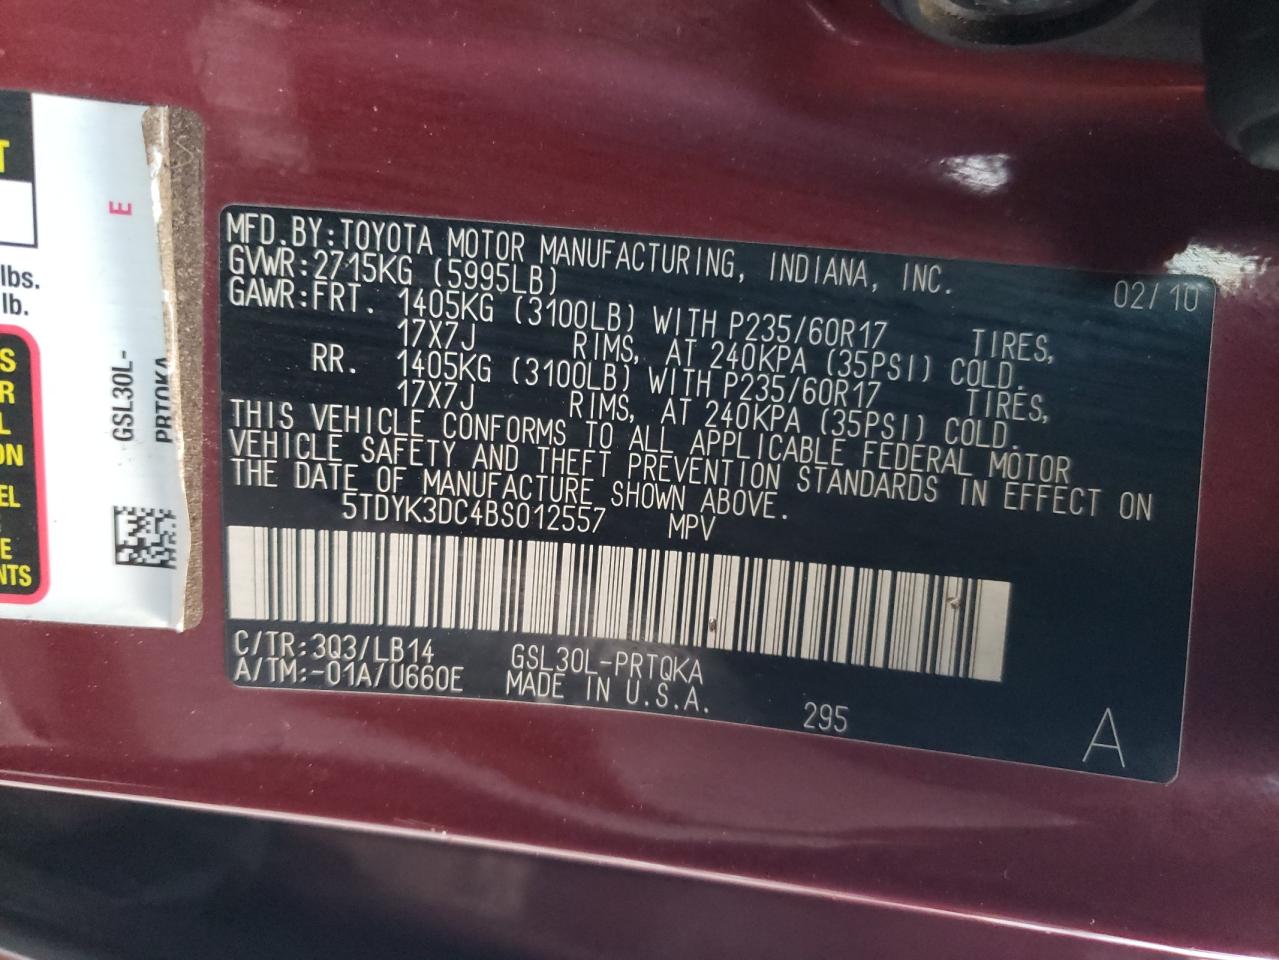 MFD.BY:TOYOTA MOTOR MANUFACTURING, INDIANA, INC. 02/10
GVWR:2715KG (5995LB)
GAWR:FRT. 1405KG (3100LB) WITH P235/60R17 TIRES,
17X7J RIMS, AT 240KPA (35PSI) COLD.
RR. 1405KG (3100LB) WITH P235/60R17 TIRES,
17X7J RIMS, AT 240KPA (35PSI) COLD.
THIS VEHICLE CONFORMS TO ALL APPLICABLE FEDERAL MOTOR
VEHICLE SAFETY AND THEFT PREVENTION STANDARDS IN EFFECT ON
THE DATE OF MANUFACTURE SHOWN ABOVE.
5TDYK3DC4BS012557 MPV
C/TR:3Q3/LB14 GSL30L-PRTQKA
A/TM:-01A/U660E MADE IN U.S.A.
295
A
E
GSL30L-
PRTQKA
T
lbs.
lb.
S
R
L
ON
EL
E
NTS